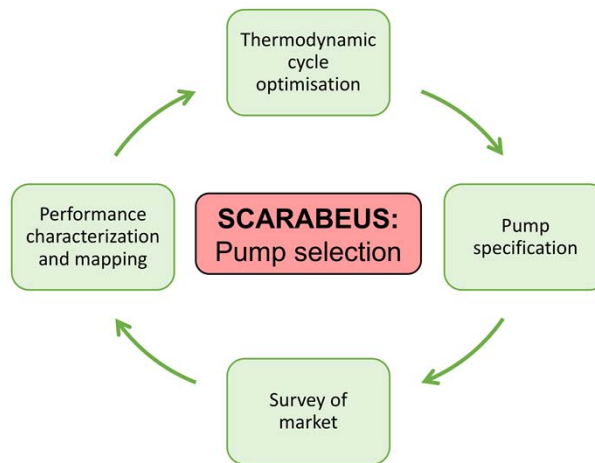 Thermodynamic
cycle
optimisation
Performance
characterization
and mapping
SCARABEUS:
Pump selection
Pump
specification
Survey of
market